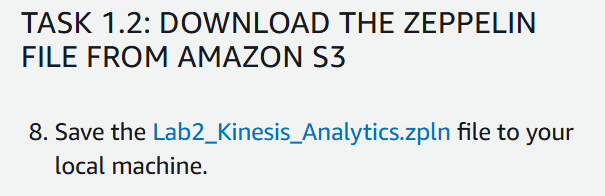 TASK 1.2: DOWNLOAD THE ZEPPELIN
FILE FROM AMAZON S3
8. Save the Lab2_Kinesis_Analytics.zpln file to your
local machine.